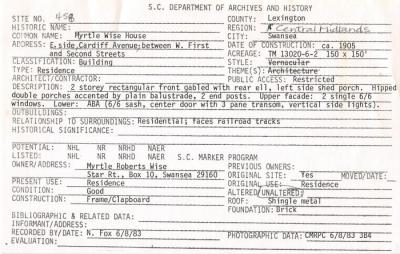 S.C. DEPARTMENT OF ARCHIVES AND HISTORY
SITE NO. 458 COUNTY: Lexington
HISTORIC NAME: REGION: Central Midlands
COMMON NAME: Myrtle Wise House CITY: Swansea
ADDRESS: E. side, Cardiff Avenue; between W. First DATE OF CONSTRUCTION: ca. 1905
and Second Streets ACREAGE: TM 13020-6-2 150 x 150'
CLASSIFICATION: Building STYLE: Vernacular
TYPE: Residence THEME(S): Architecture
ARCHITECT/CONTRACTOR: PUBLIC ACCESS: Restricted
DESCRIPTION: 2 storey rectangular front gabled with rear ell, left side shed porch. Hipped
double porches accented by plain balustrade, 2 end posts. Upper facade: 2 single 6/6
windows. Lower: ABA (6/6 sash, center door with 3 pane transom, vertical side lights).
OUTBUILDINGS:
RELATIONSHIP TO SURROUNDINGS: Residential; faces railroad tracks
HISTORICAL SIGNIFICANCE:
POTENTIAL: NHL NR NRHD NAER
LISTED: NHL NR NRHD NAER S.C. MARKER PROGRAM
OWNER/ADDRESS: Myrtle Roberts Wise PREVIOUS OWNERS:
Star Rt., Box 10, Swansea 29160 ORIGINAL SITE: Yes MOVED/DATE:
PRESENT USE: Residence ORIGINAL USE: Residence
CONDITION: Good ALTERED/UNALTERED:
CONSTRUCTION: Frame/Clapboard ROOF: Shingle metal
FOUNDATION: Brick
BIBLIOGRAPHIC & RELATED DATA:
INFORMANT/ADDRESS:
RECORDED BY/DATE: N. Fox 6/8/83 PHOTOGRAPHIC DATA: CMRPC 6/8/83 3B4
EVALUATION: